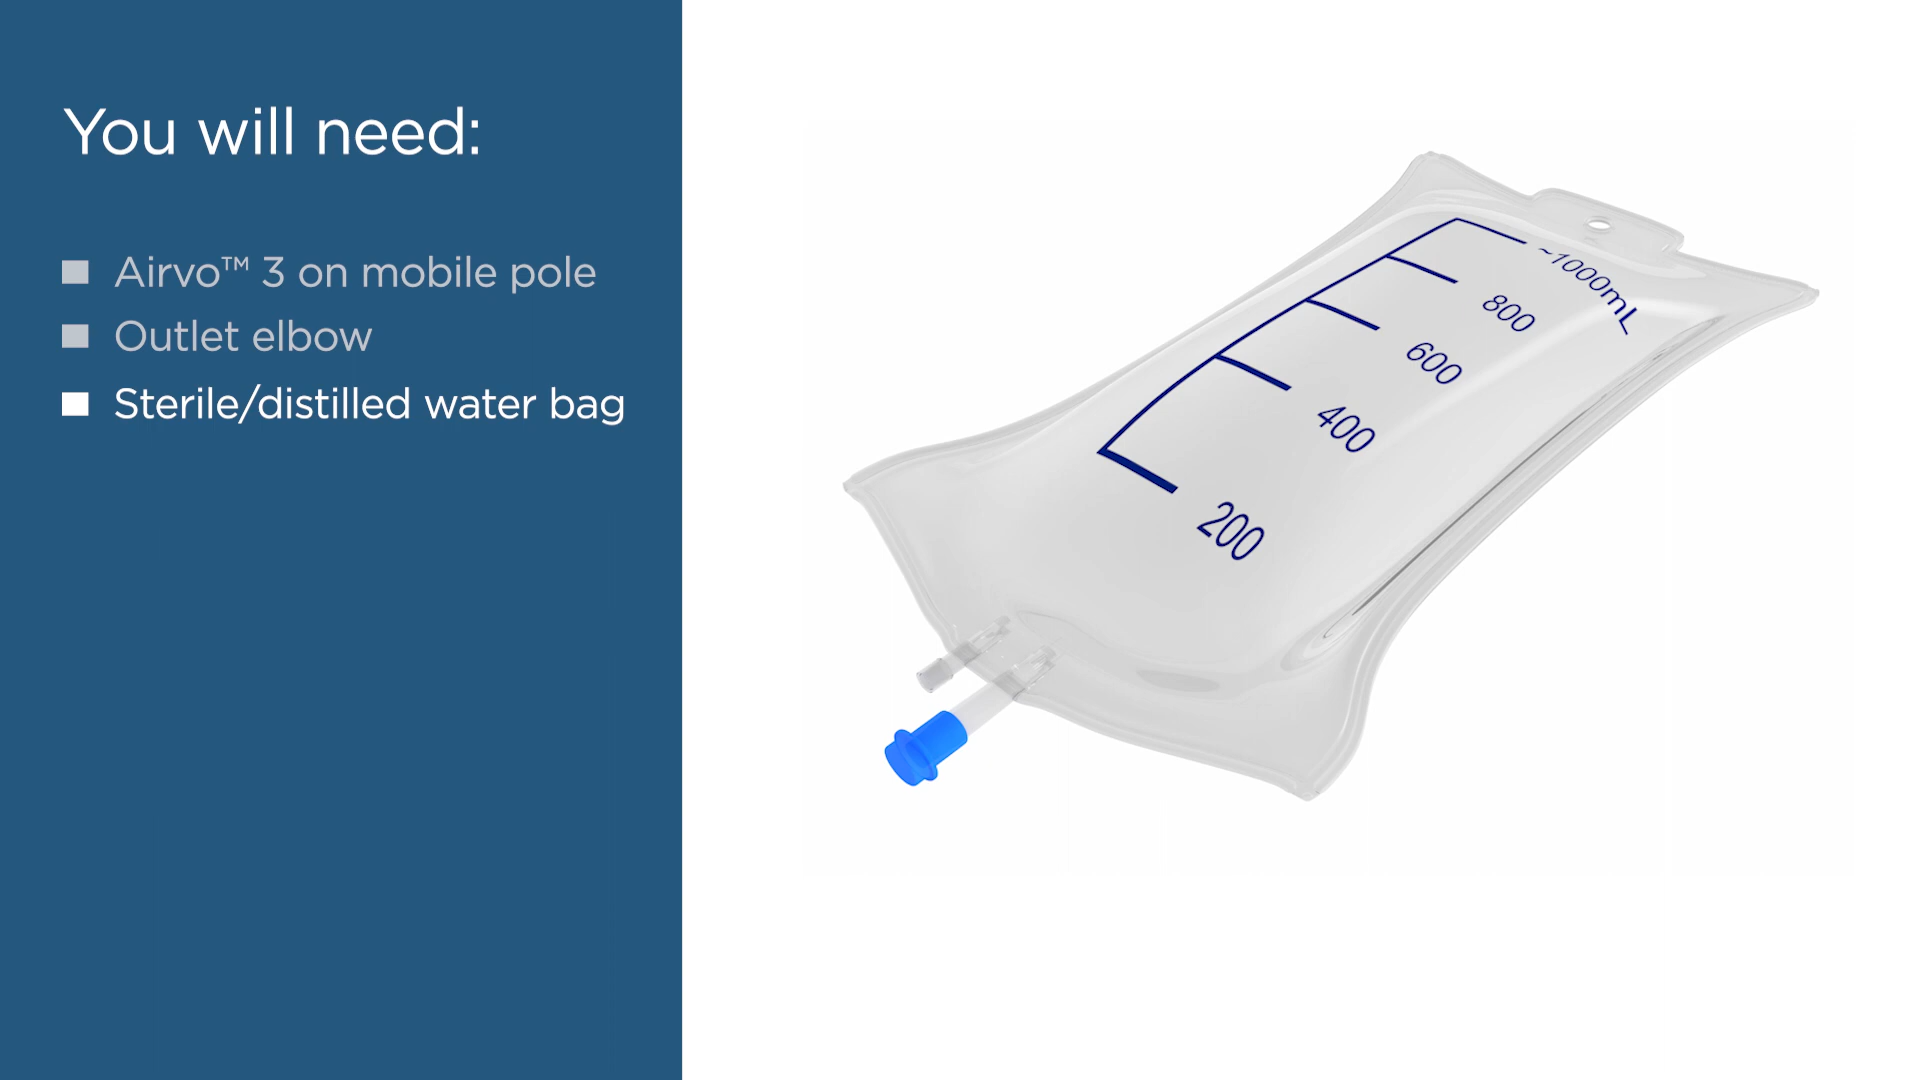 You will need:
Airvo™ 3 on mobile pole
Outlet elbow
Sterile/distilled water bag
~1000mL
800
600
400
200